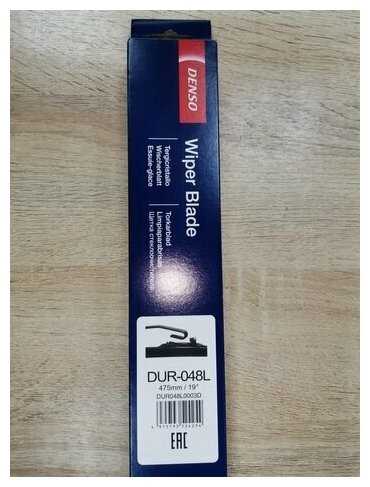 DENSO
Wiper Blade
Tergicristallo
Wischerblatt
Essuie-glace
Torkarblad
Limpiaparabrisas
Щетка стеклоочистителя
DUR-048L
475mm / 19"
DUR048L0003D
EAC